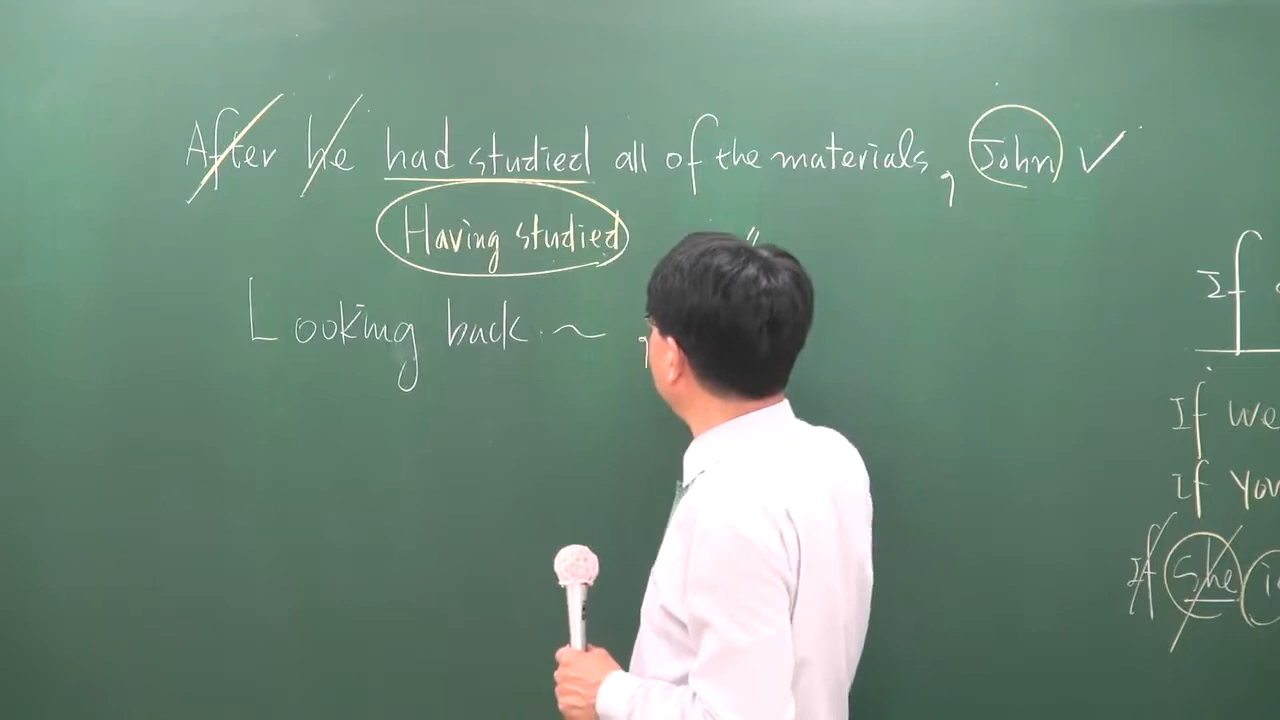 After he had studied all of the materials, John ✓
Having studied 〃
Looking back ~ ,
If
If we
If you
If she